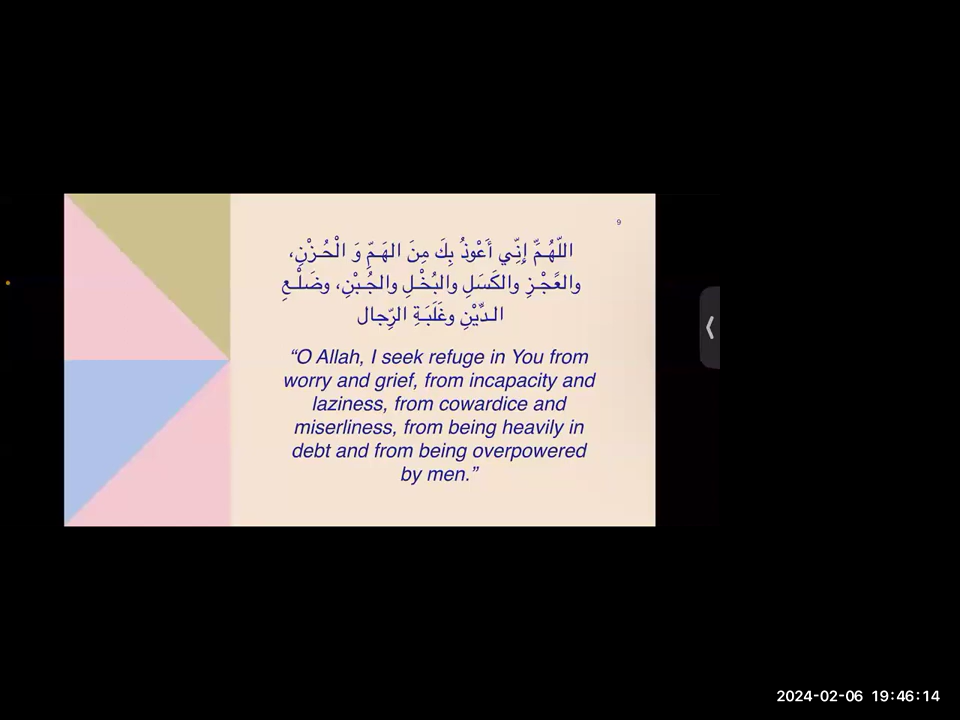 9
اللّهُمَّ إِنِّي أَعْوذُ بِكَ مِنَ الهَمِّ وَ الْحُزْنِ،
والعًجْزِ والكَسَلِ والبُخْلِ والجُبْنِ، وضَلْعِ
الدِّيْنِ وغَلَبَةِ الرِّجال
“O Allah, I seek refuge in You from
worry and grief, from incapacity and
laziness, from cowardice and
miserliness, from being heavily in
debt and from being overpowered
by men.”
2024-02-06 19:46:14